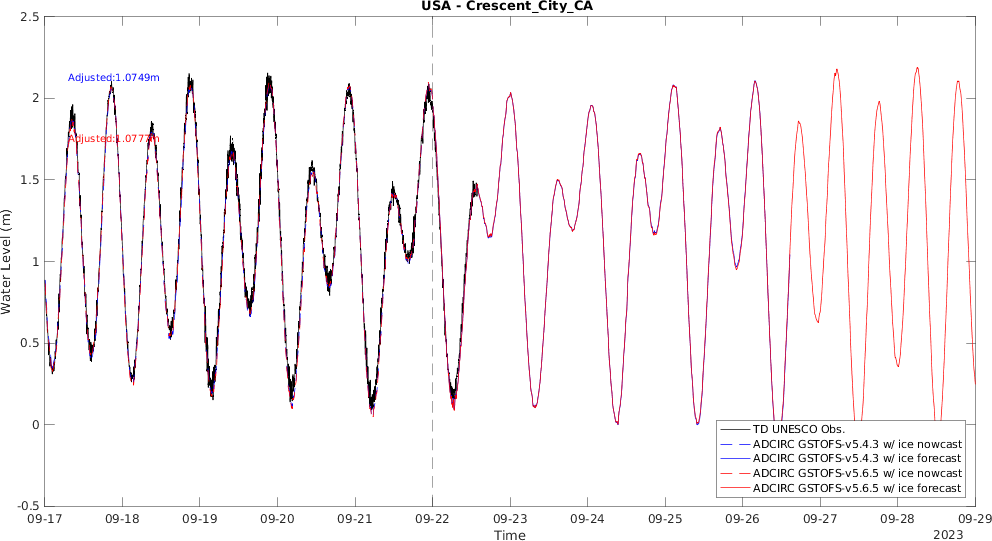 USA - Crescent_City_CA
2.5
2
1.5
1
0.5
0
-0.5
Water Level (m)
Adjusted:1.0749m
Adjusted:1.0777m
TD UNESCO Obs.
ADCIRC GSTOFS-v5.4.3 w/ ice nowcast
ADCIRC GSTOFS-v5.4.3 w/ ice forecast
ADCIRC GSTOFS-v5.6.5 w/ ice nowcast
ADCIRC GSTOFS-v5.6.5 w/ ice forecast
09-17 09-18 09-19 09-20 09-21 09-22 09-23 09-24 09-25 09-26 09-27 09-28 09-29
Time
2023